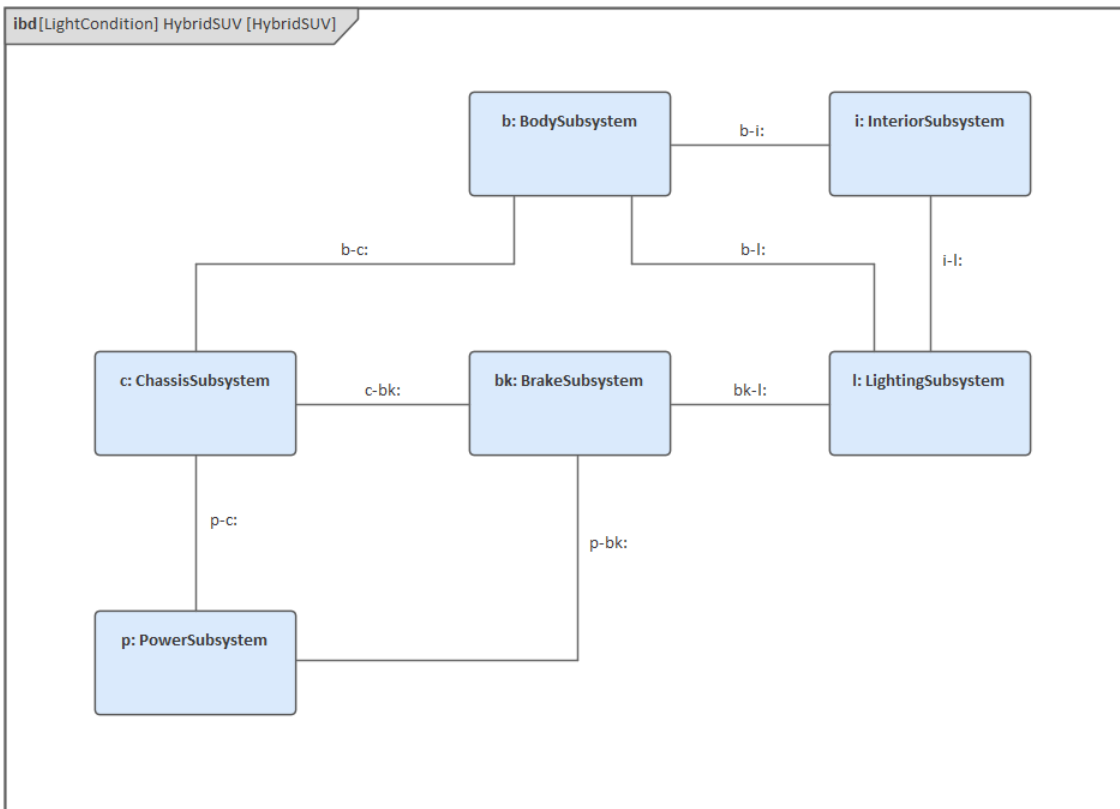 ibd[LightCondition] HybridSUV [HybridSUV]
b: BodySubsystem
i: InteriorSubsystem
b-i:
b-c:
b-l:
i-l:
c: ChassisSubsystem
bk: BrakeSubsystem
l: LightingSubsystem
c-bk:
bk-l:
p-c:
p-bk:
p: PowerSubsystem